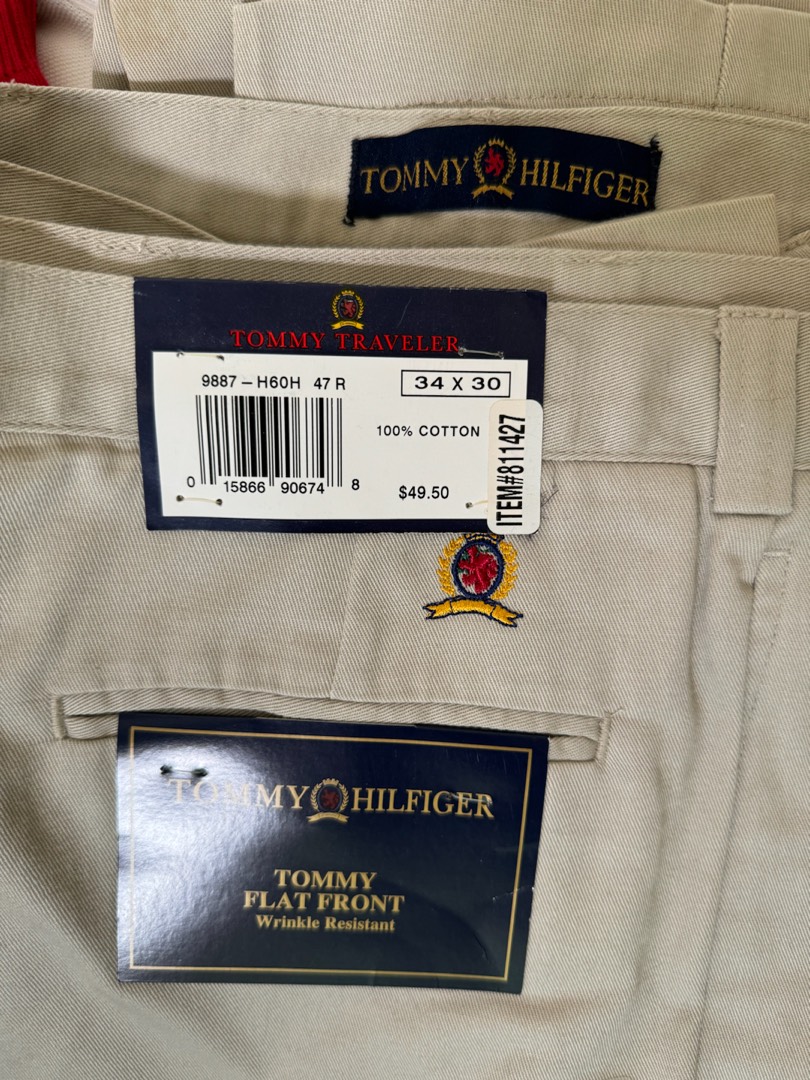 TOMMY HILFIGER
TOMMY TRAVELER
9887-H60H 47 R
34 X 30
100% COTTON
0 15866 90674 8
$49.50
ITEM#811427
TOMMY HILFIGER
TOMMY
FLAT FRONT
Wrinkle Resistant